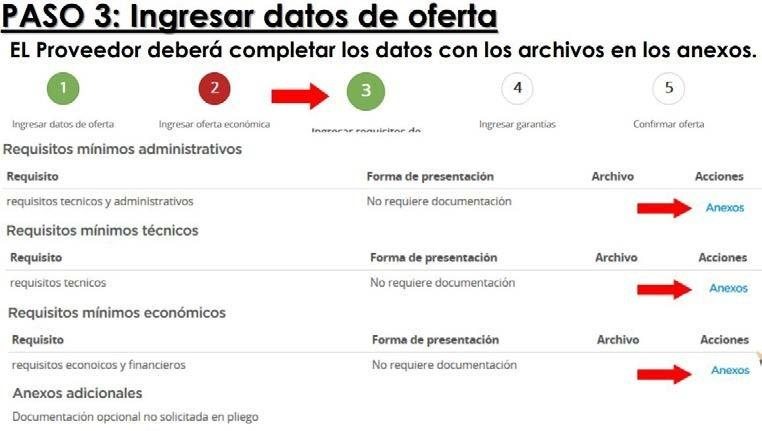 PASO 3: Ingresar datos de oferta
EL Proveedor deberá completar los datos con los archivos en los anexos.
1 2 3 4 5
Ingresar datos de oferta Ingresar oferta económica Ingresar requisitos de Ingresar garantías Confirmar oferta
Requisitos mínimos administrativos
Requisito Forma de presentación Archivo Acciones
requisitos tecnicos y administrativos No requiere documentación Anexos
Requisitos mínimos técnicos
Requisito Forma de presentación Archivo Acciones
requisitos tecnicos No requiere documentación Anexos
Requisitos mínimos económicos
Requisito Forma de presentación Archivo Acciones
requisitos econoicos y financieros No requiere documentación Anexos
Anexos adicionales
Documentación opcional no solicitada en pliego